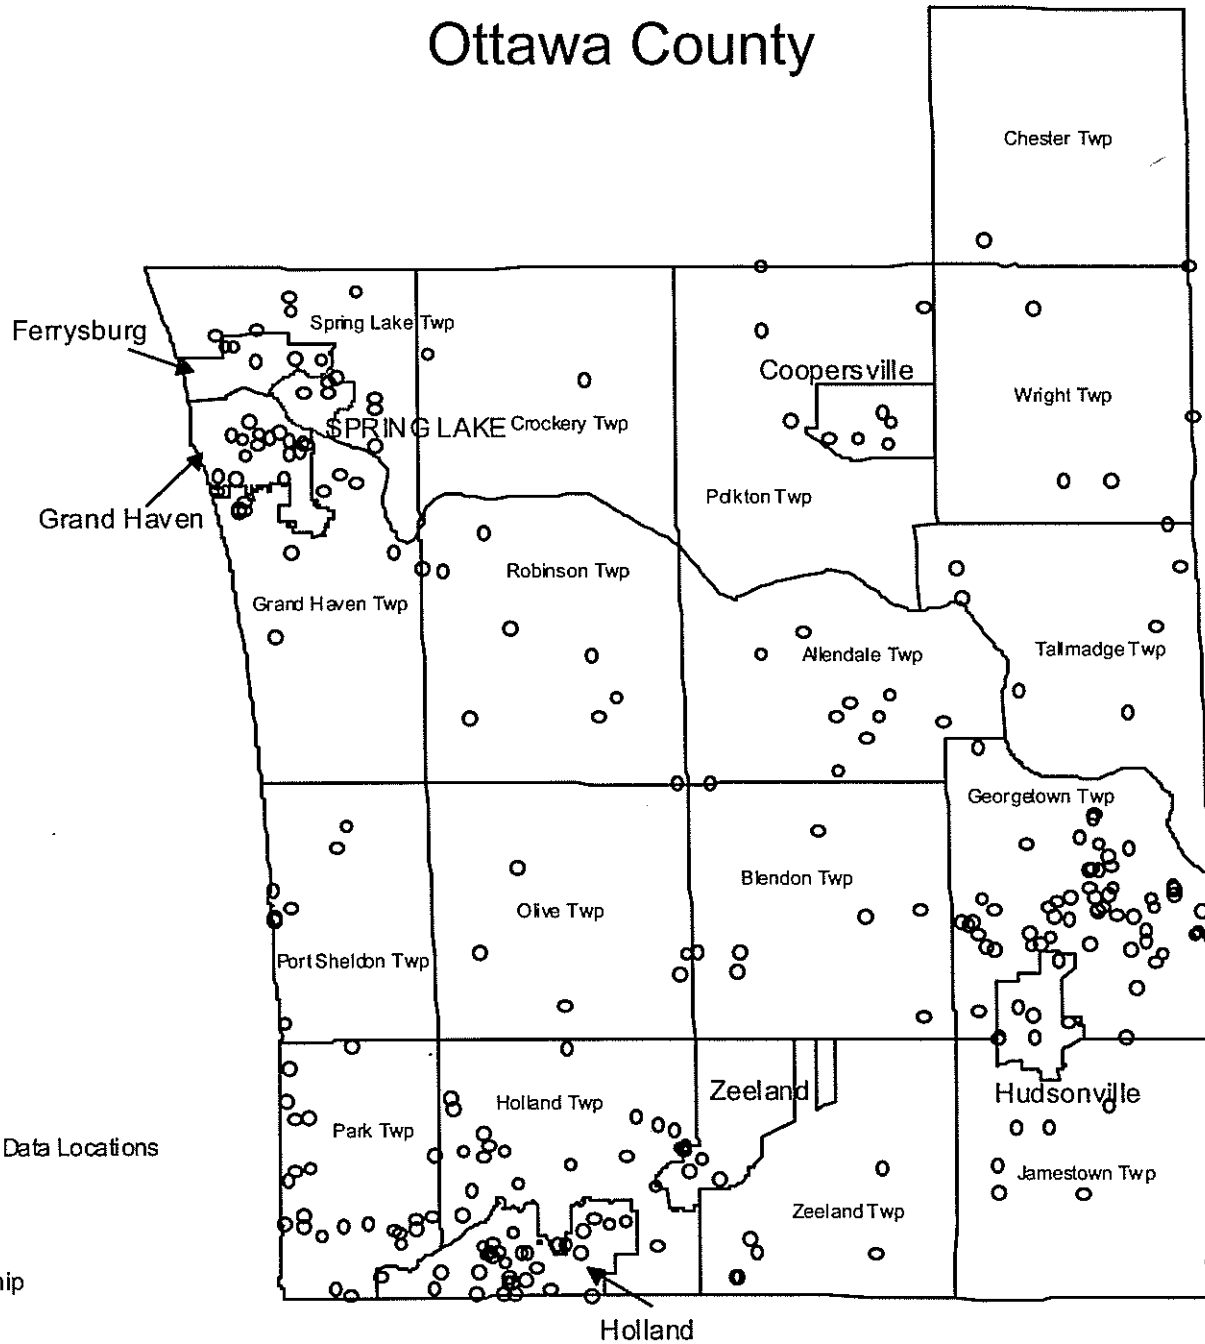 Ottawa County
Chester Twp
Ferrysburg
Spring Lake Twp
Coopersville
Wright Twp
SPRING LAKE
Crockery Twp
Polkton Twp
Grand Haven
Robinson Twp
Grand Haven Twp
Allendale Twp
Tallmadge Twp
Georgetown Twp
Blendon Twp
Olive Twp
Port Sheldon Twp
Zeeland
Hudsonville
Holland Twp
Park Twp
Data Locations
Jamestown Twp
Zeeland Twp
hip
Holland